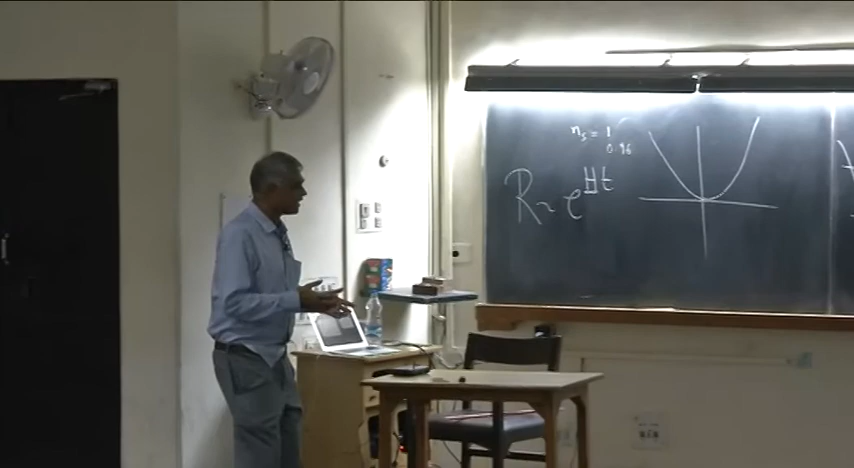 n_s = 1
0.96
R ~ e^{Ht}